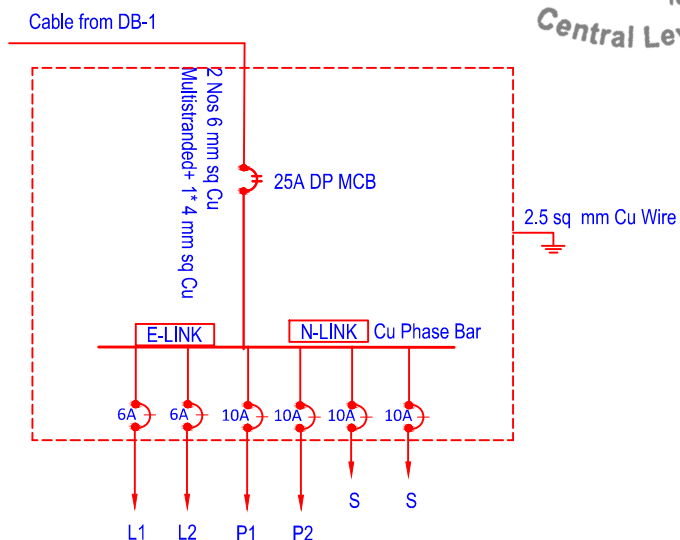 Central
Cable from DB-1
2 Nos 6 mm sq Cu
Multistranded+ 1* 4 mm sq Cu
25A DP MCB
2.5 sq mm Cu Wire
E-LINK
N-LINK
Cu Phase Bar
6A
6A
10A
10A
10A
10A
L1
L2
P1
P2
S
S